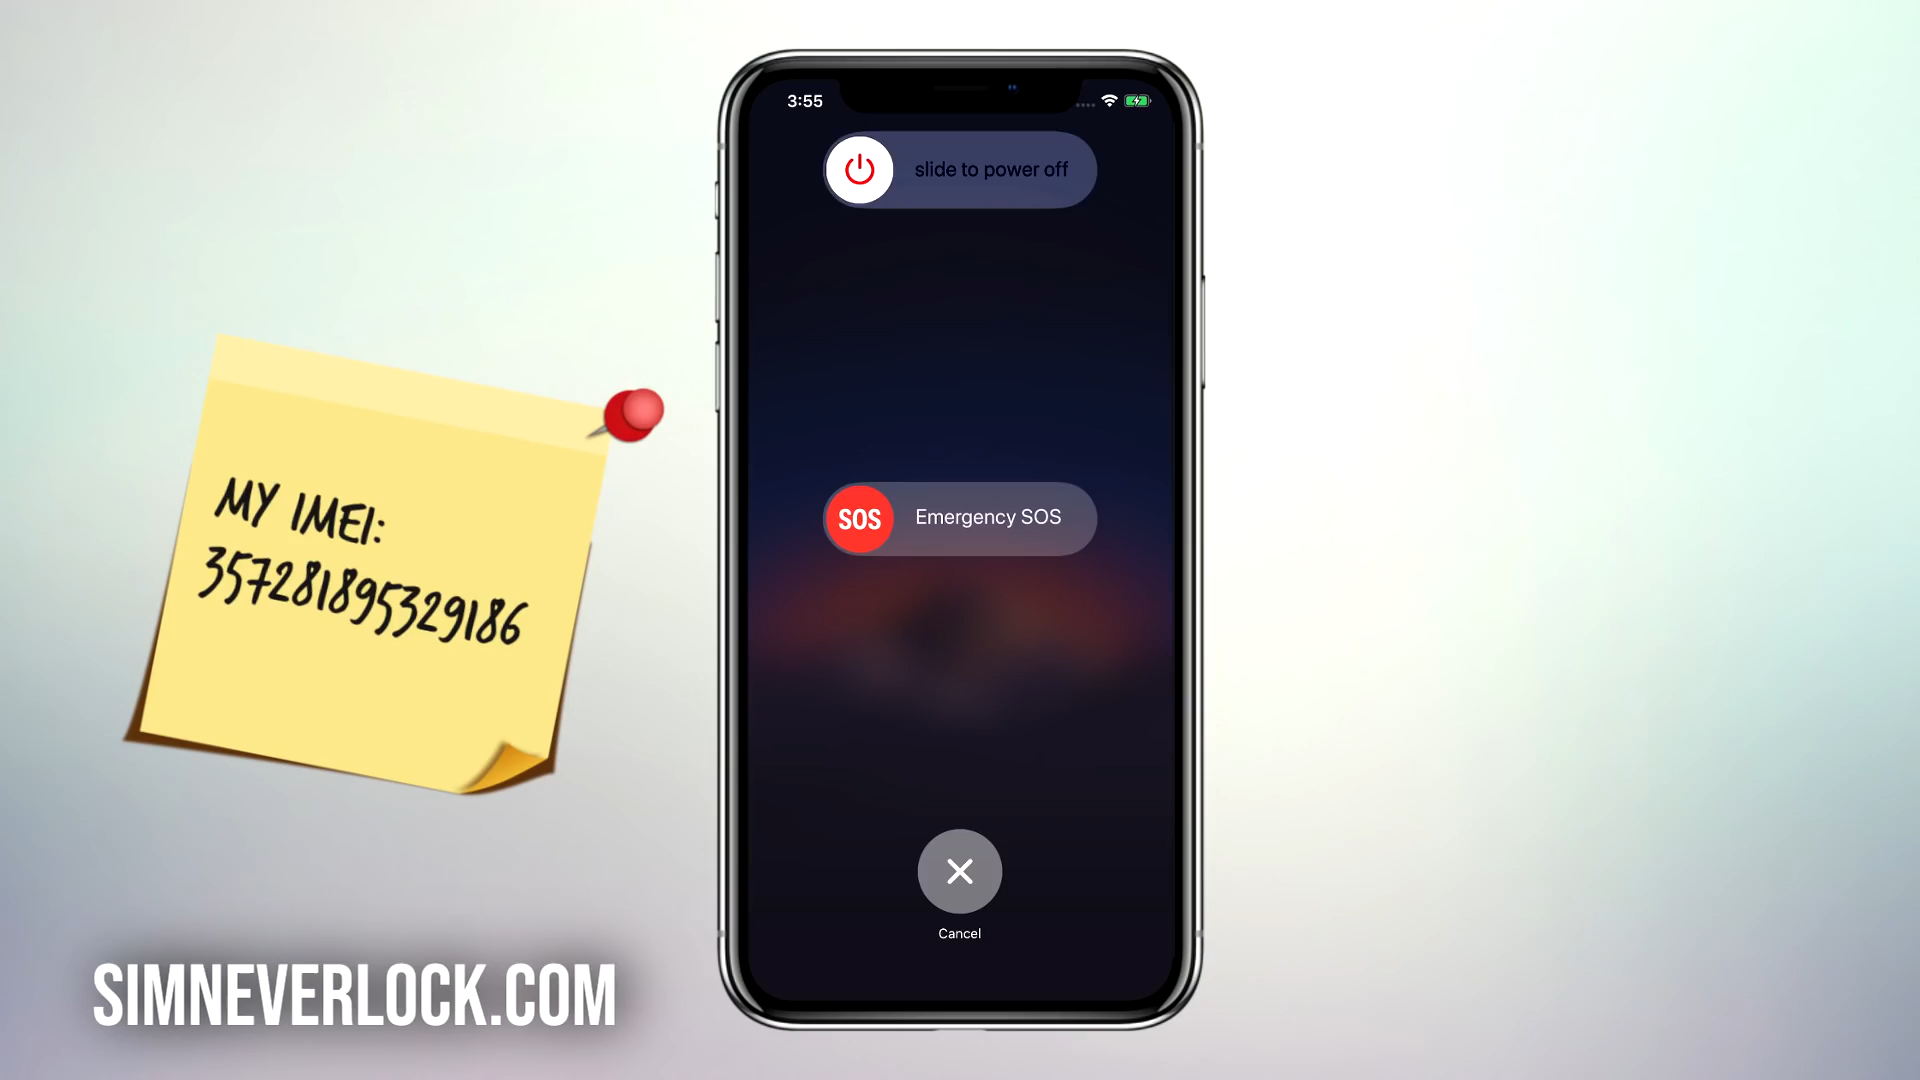 3:55
slide to power off
MY IMEI:
357281895329186
SOS
Emergency SOS
Cancel
SIMNEVERLOCK.COM